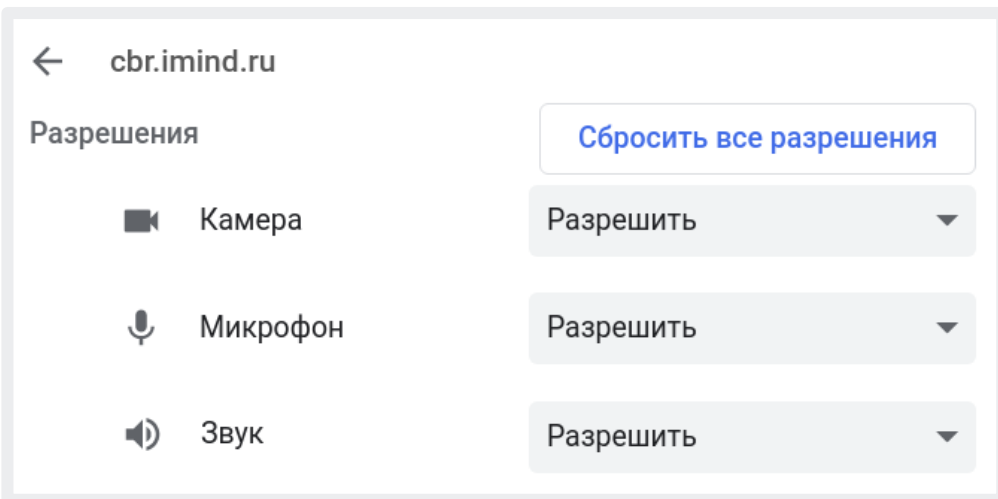 cbr.imind.ru
Разрешения
Сбросить все разрешения
Камера Разрешить
Микрофон Разрешить
Звук Разрешить